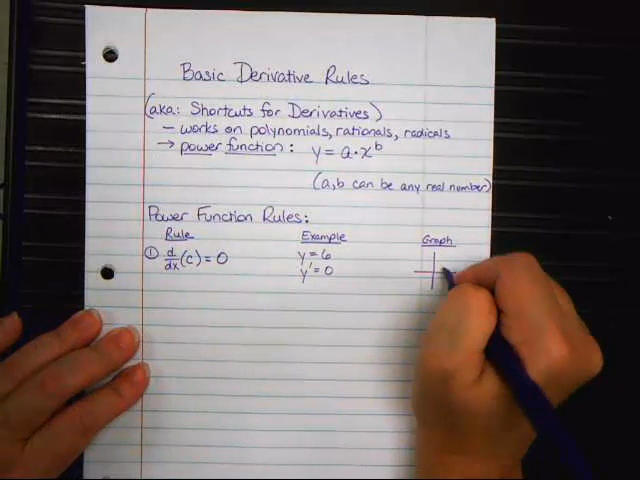 Basic Derivative Rules
(aka: Shortcuts for Derivatives)
– works on polynomials, rationals, radicals
→ power function: y = a·x^b
(a,b can be any real number)
Power Function Rules:
Rule Example Graph
① d/dx (c) = 0 y = 6
y' = 0